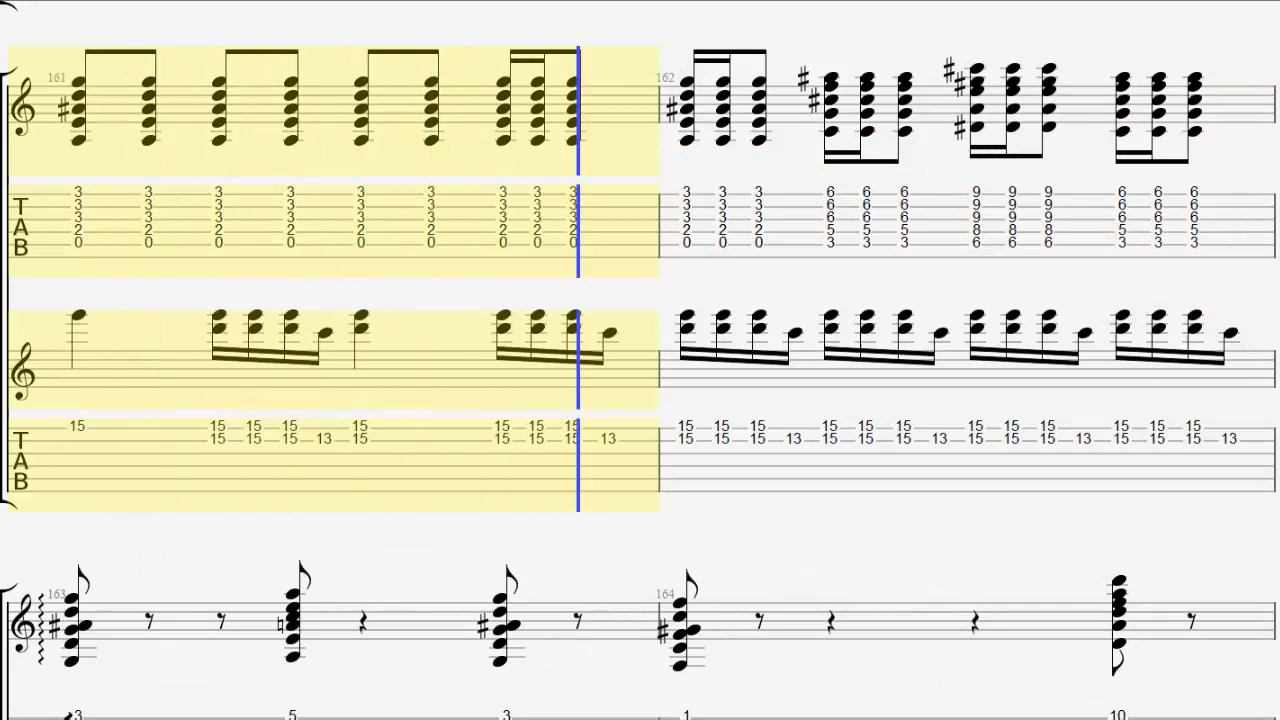 161 162
3 3 3 3 3 3 3 3 3 3 3 3 6 6 6 9 9 9 6 6 6
T 3 3 3 3 3 3 3 3 3 3 3 3 6 6 6 9 9 9 6 6 6
3 3 3 3 3 3 3 3 3 3 3 3 6 6 6 9 9 9 6 6 6
A 2 2 2 2 2 2 2 2 2 2 2 2 5 5 5 8 8 8 5 5 5
B 0 0 0 0 0 0 0 0 0 0 0 0 3 3 3 6 6 6 3 3 3
15 15 15 15 15 15 15 15 15 15 15 15 15 15 15 15 15 15 15 15
T 15 15 15 13 15 15 15 15 13 15 15 15 13 15 15 15 13 15 15 15 13 15 15 15 13
A
B
163 164
3 5 3 1 10